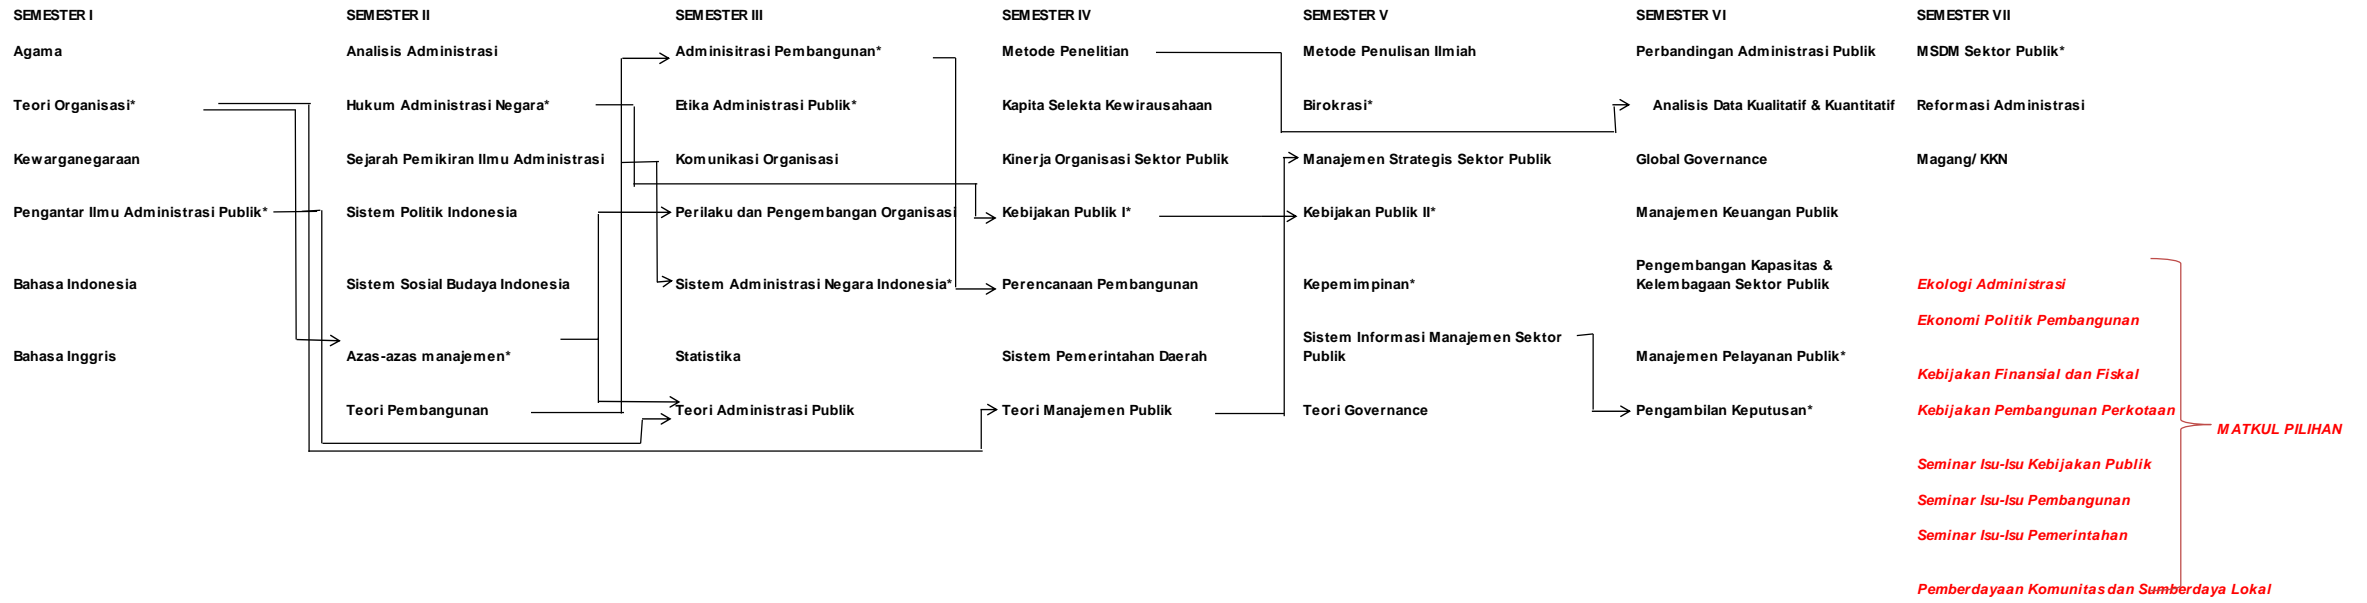 SEMESTER I
Agama
Teori Organisasi*
Kewarganegaraan
Pengantar Ilmu Administrasi Publik*
Bahasa Indonesia
Bahasa Inggris
SEMESTER II
Analisis Administrasi
Hukum Administrasi Negara*
Sejarah Pemikiran Ilmu Administrasi
Sistem Politik Indonesia
Sistem Sosial Budaya Indonesia
Azas-azas manajemen*
Teori Pembangunan
SEMESTER III
Adminisitrasi Pembangunan*
Etika Administrasi Publik*
Komunikasi Organisasi
Perilaku dan Pengembangan Organisasi
Sistem Administrasi Negara Indonesia*
Statistika
Teori Administrasi Publik
SEMESTER IV
Metode Penelitian
Kapita Selekta Kewirausahaan
Kinerja Organisasi Sektor Publik
Kebijakan Publik I*
Perencanaan Pembangunan
Sistem Pemerintahan Daerah
Teori Manajemen Publik
SEMESTER V
Metode Penulisan Ilmiah
Birokrasi*
Manajemen Strategis Sektor Publik
Kebijakan Publik II*
Kepemimpinan*
Sistem Informasi Manajemen Sektor
Publik
Teori Governance
SEMESTER VI
Perbandingan Administrasi Publik
Analisis Data Kualitatif & Kuantitatif
Global Governance
Manajemen Keuangan Publik
Pengembangan Kapasitas &
Kelembagaan Sektor Publik
Manajemen Pelayanan Publik*
Pengambilan Keputusan*
SEMESTER VII
MSDM Sektor Publik*
Reformasi Administrasi
Magang/ KKN
Ekologi Administrasi
Ekonomi Politik Pembangunan
Kebijakan Finansial dan Fiskal
Kebijakan Pembangunan Perkotaan
Seminar Isu-Isu Kebijakan Publik
Seminar Isu-Isu Pembangunan
Seminar Isu-Isu Pemerintahan
Pemberdayaan Komunitas dan Sumberdaya Lokal
MATKUL PILIHAN